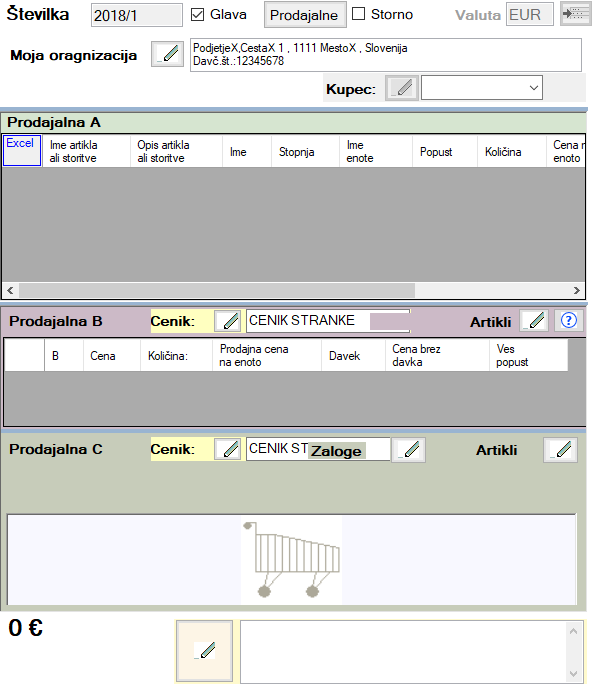 Številka 2018/1 Glava Prodajalne Storno Valuta EUR
Moja oragnizacija PodjetjeX,CestaX 1 , 1111 MestoX , Slovenija
Davč.št.:12345678
Kupec:
Prodajalna A
Excel Ime artikla ali storitve Opis artikla ali storitve Ime Stopnja Ime enote Popust Količina Cena n enoto
Prodajalna B Cenik: CENIK STRANKE Artikli ?
B Cena Količina: Prodajna cena na enoto Davek Cena brez davka Ves popust
Prodajalna C Cenik: CENIK ST Zaloge Artikli
0 €